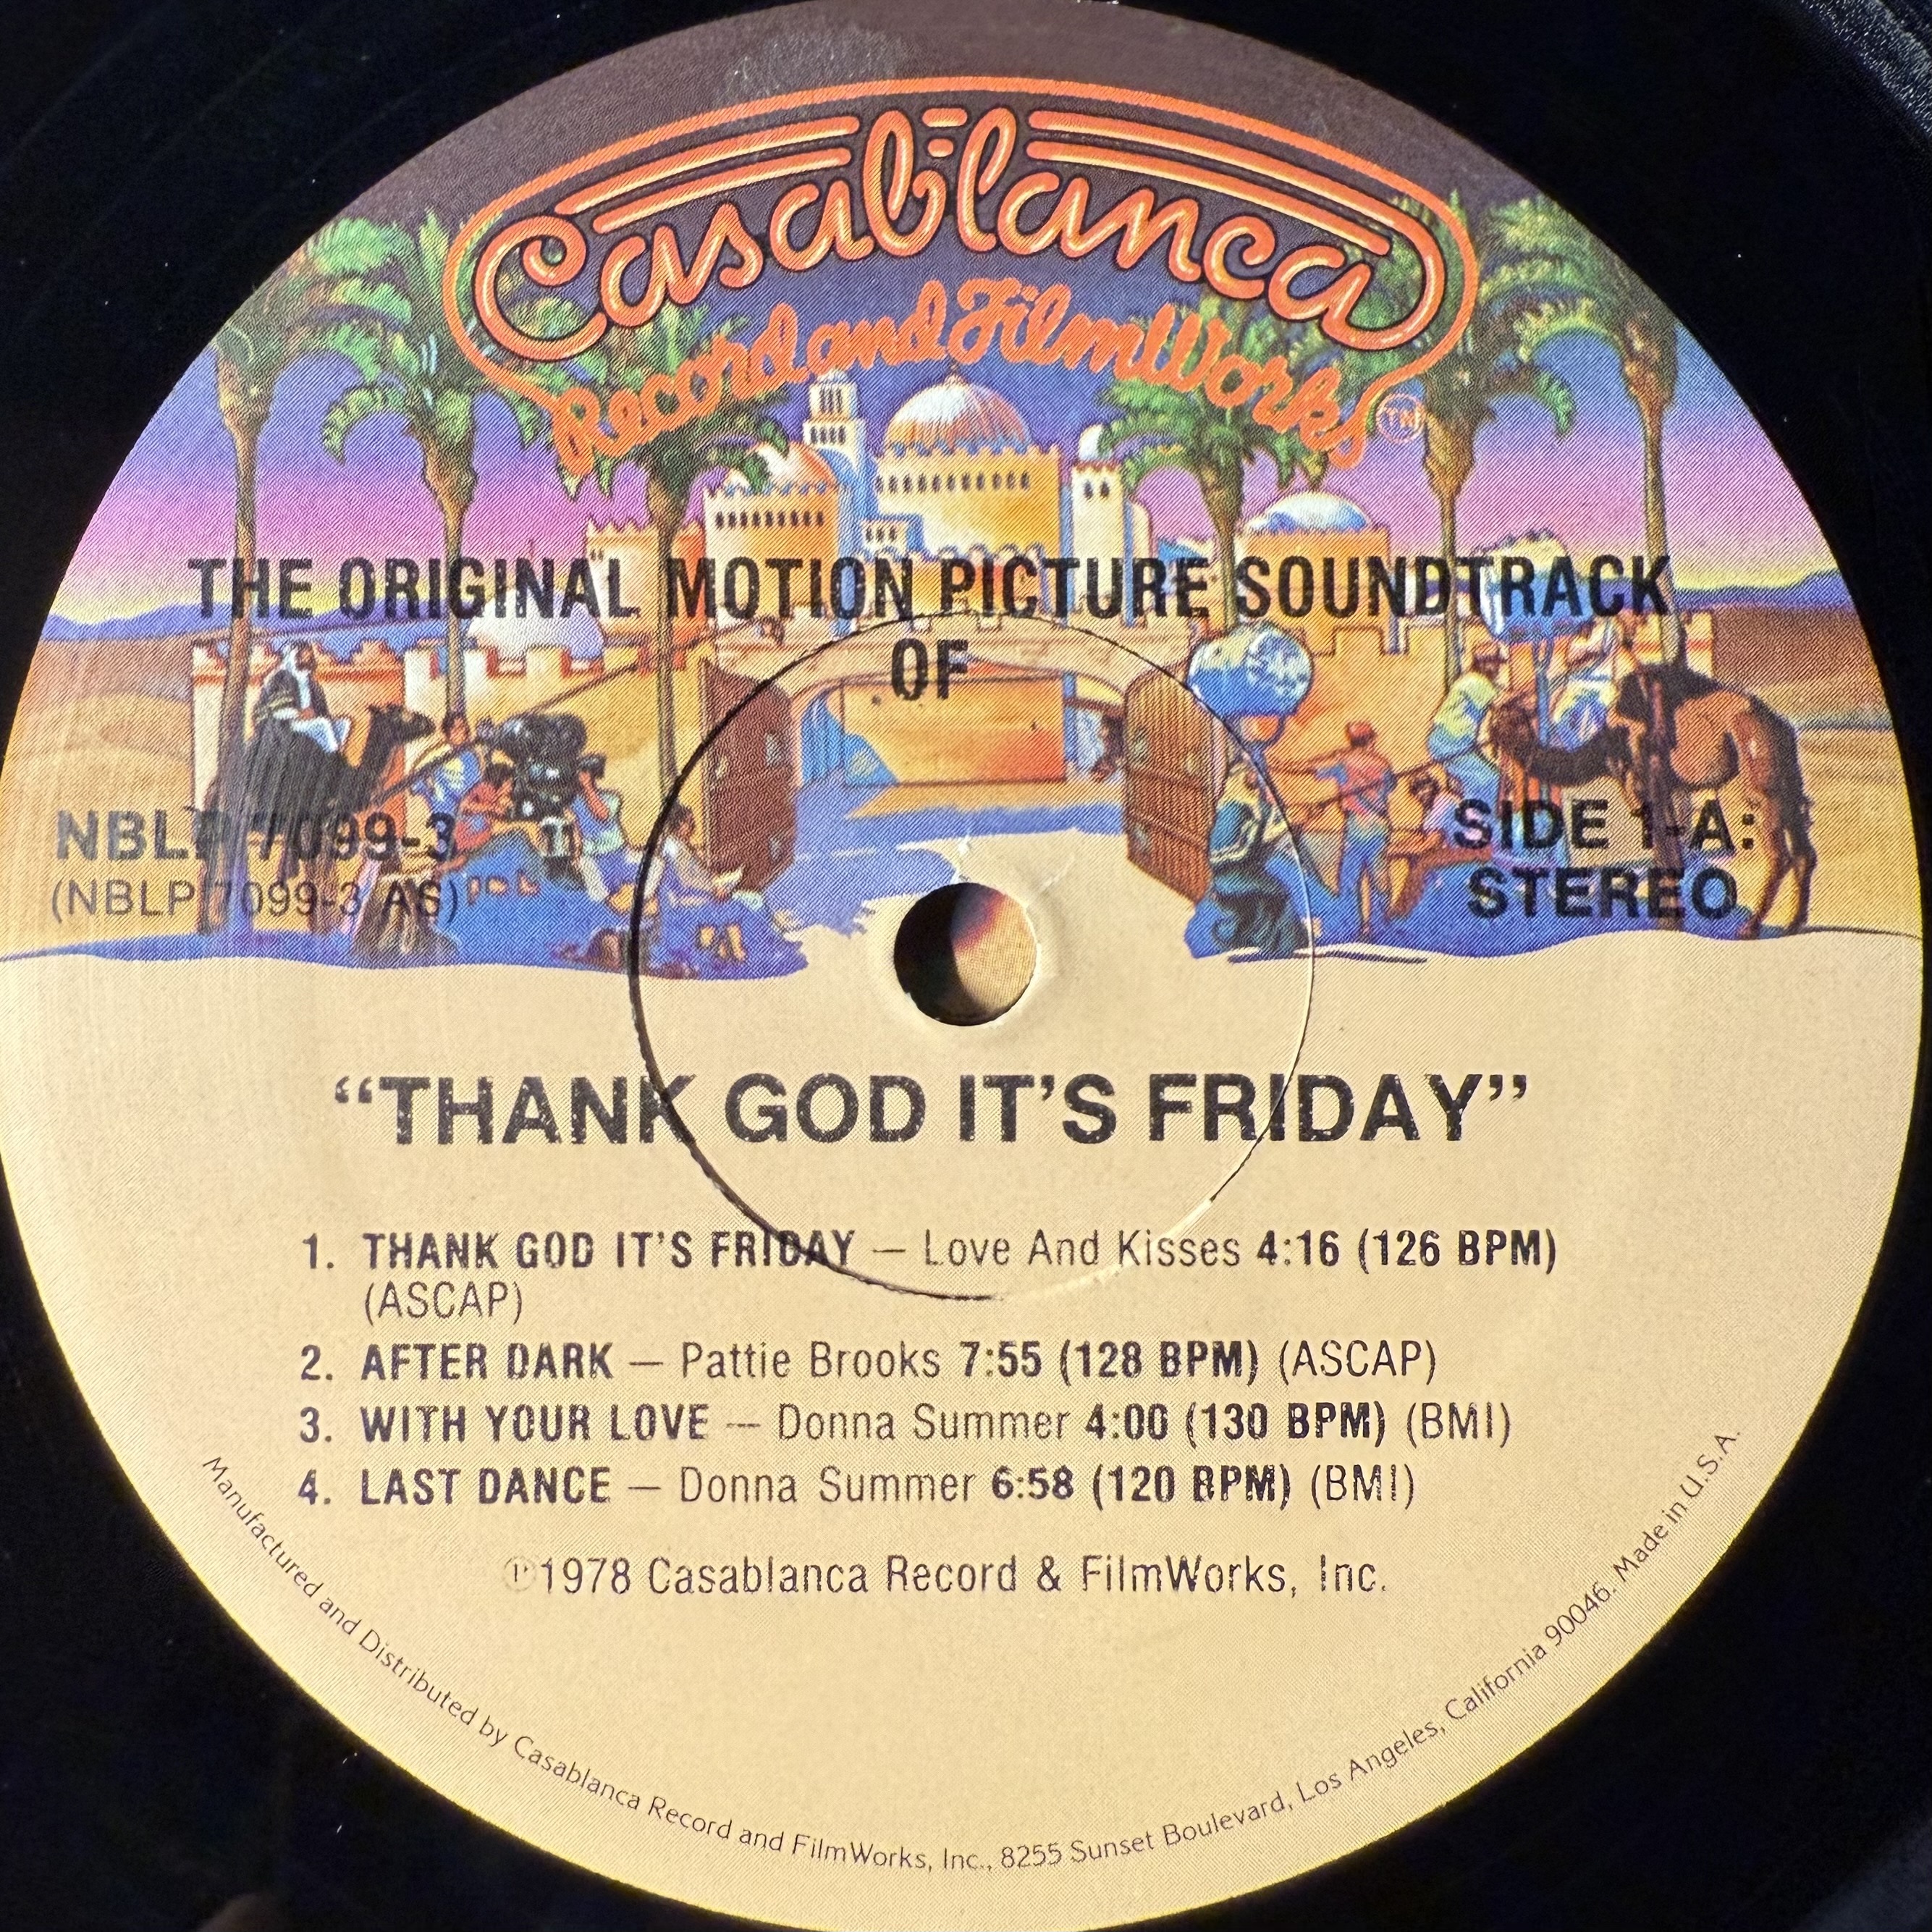 Casablanca
Record and FilmWorks TM
THE ORIGINAL MOTION PICTURE SOUNDTRACK
OF
NBLP 7099-3
(NBLP 7099-3 AS)
SIDE 1-A:
STEREO
“THANK GOD IT’S FRIDAY”
1. THANK GOD IT’S FRIDAY — Love And Kisses 4:16 (126 BPM)
(ASCAP)
2. AFTER DARK — Pattie Brooks 7:55 (128 BPM) (ASCAP)
3. WITH YOUR LOVE — Donna Summer 4:00 (130 BPM) (BMI)
4. LAST DANCE — Donna Summer 6:58 (120 BPM) (BMI)
℗1978 Casablanca Record & FilmWorks, Inc.
Manufactured and Distributed by Casablanca Record and FilmWorks, Inc., 8255 Sunset Boulevard, Los Angeles, California 90046. Made in U.S.A.